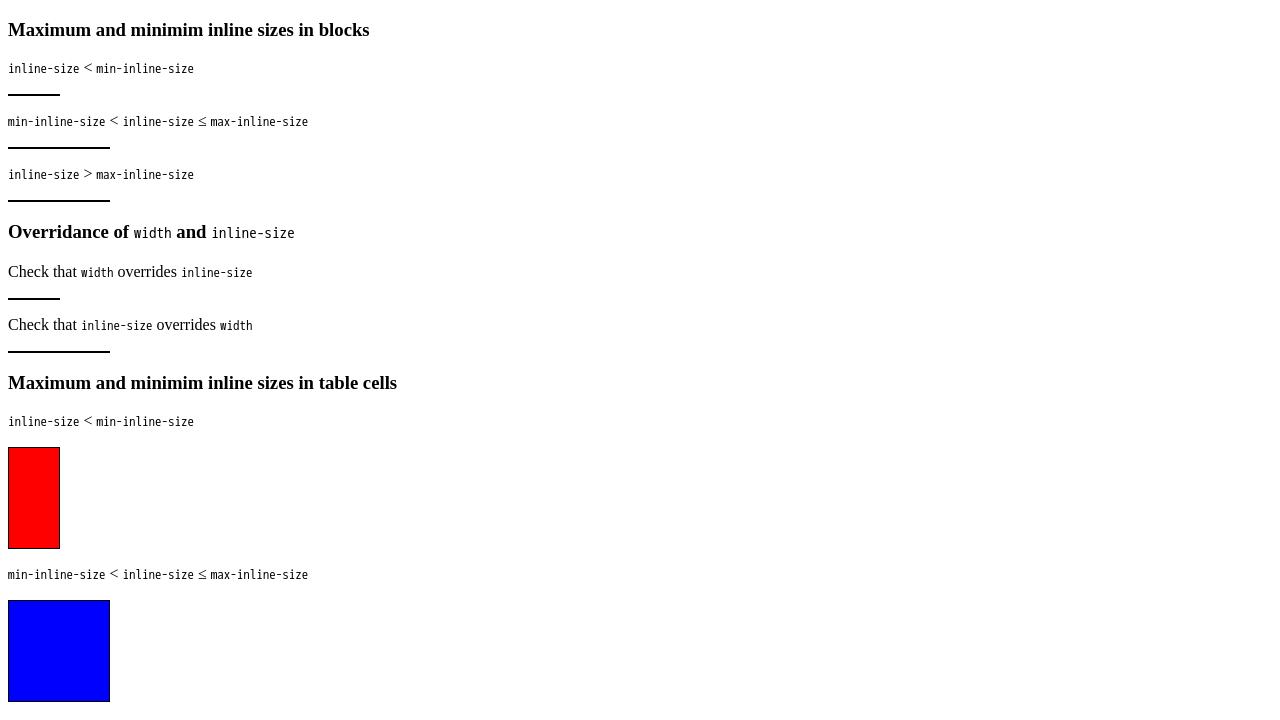 Maximum and minimim inline sizes in blocks
inline-size < min-inline-size
min-inline-size < inline-size ≤ max-inline-size
inline-size > max-inline-size
Overridance of width and inline-size
Check that width overrides inline-size
Check that inline-size overrides width
Maximum and minimim inline sizes in table cells
inline-size < min-inline-size
min-inline-size < inline-size ≤ max-inline-size